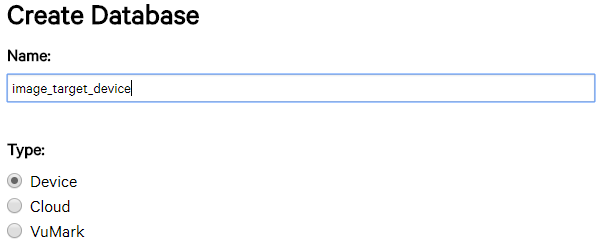 Create Database
Name:
image_target_device
Type:
Device
Cloud
VuMark